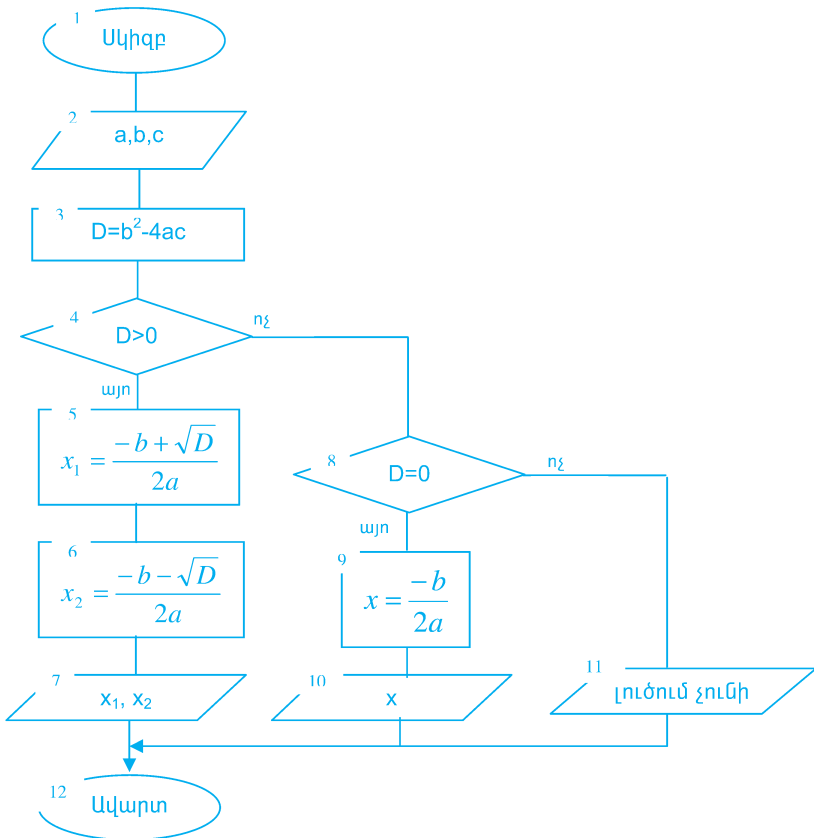 1
Սկիզբ
2
a,b,c
3
D=b²-4ac
4
D>0
ոչ
այո
5
x₁ = (-b + √D) / 2a
6
x₂ = (-b - √D) / 2a
7
x₁, x₂
8
D=0
ոչ
այո
9
x = -b / 2a
10
x
11
լուծում չունի
12
Ավարտ